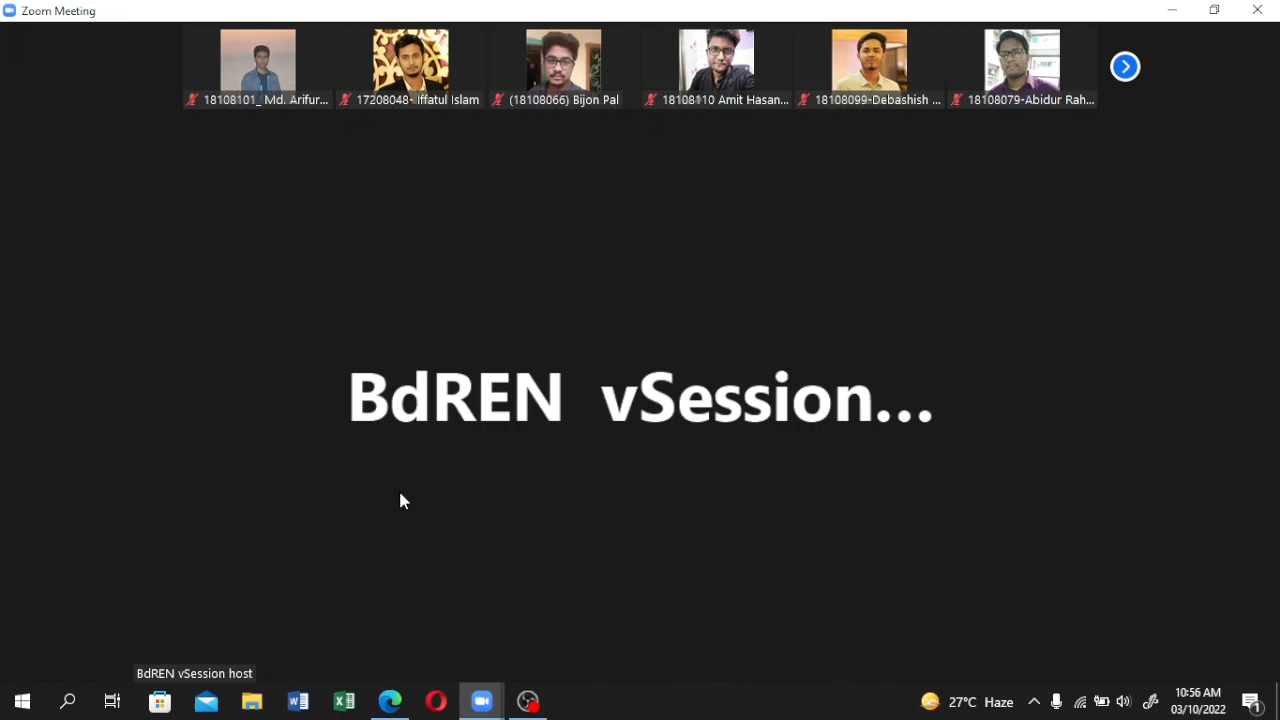 Zoom Meeting
18108101_ Md. Arifur...
17208048- Iffatul Islam
(18108066) Bijon Pal
18108110 Amit Hasan...
18108099-Debashish ...
18108079-Abidur Rah...
BdREN vSession...
BdREN vSession host
27°C Haze
10:56 AM
03/10/2022
1